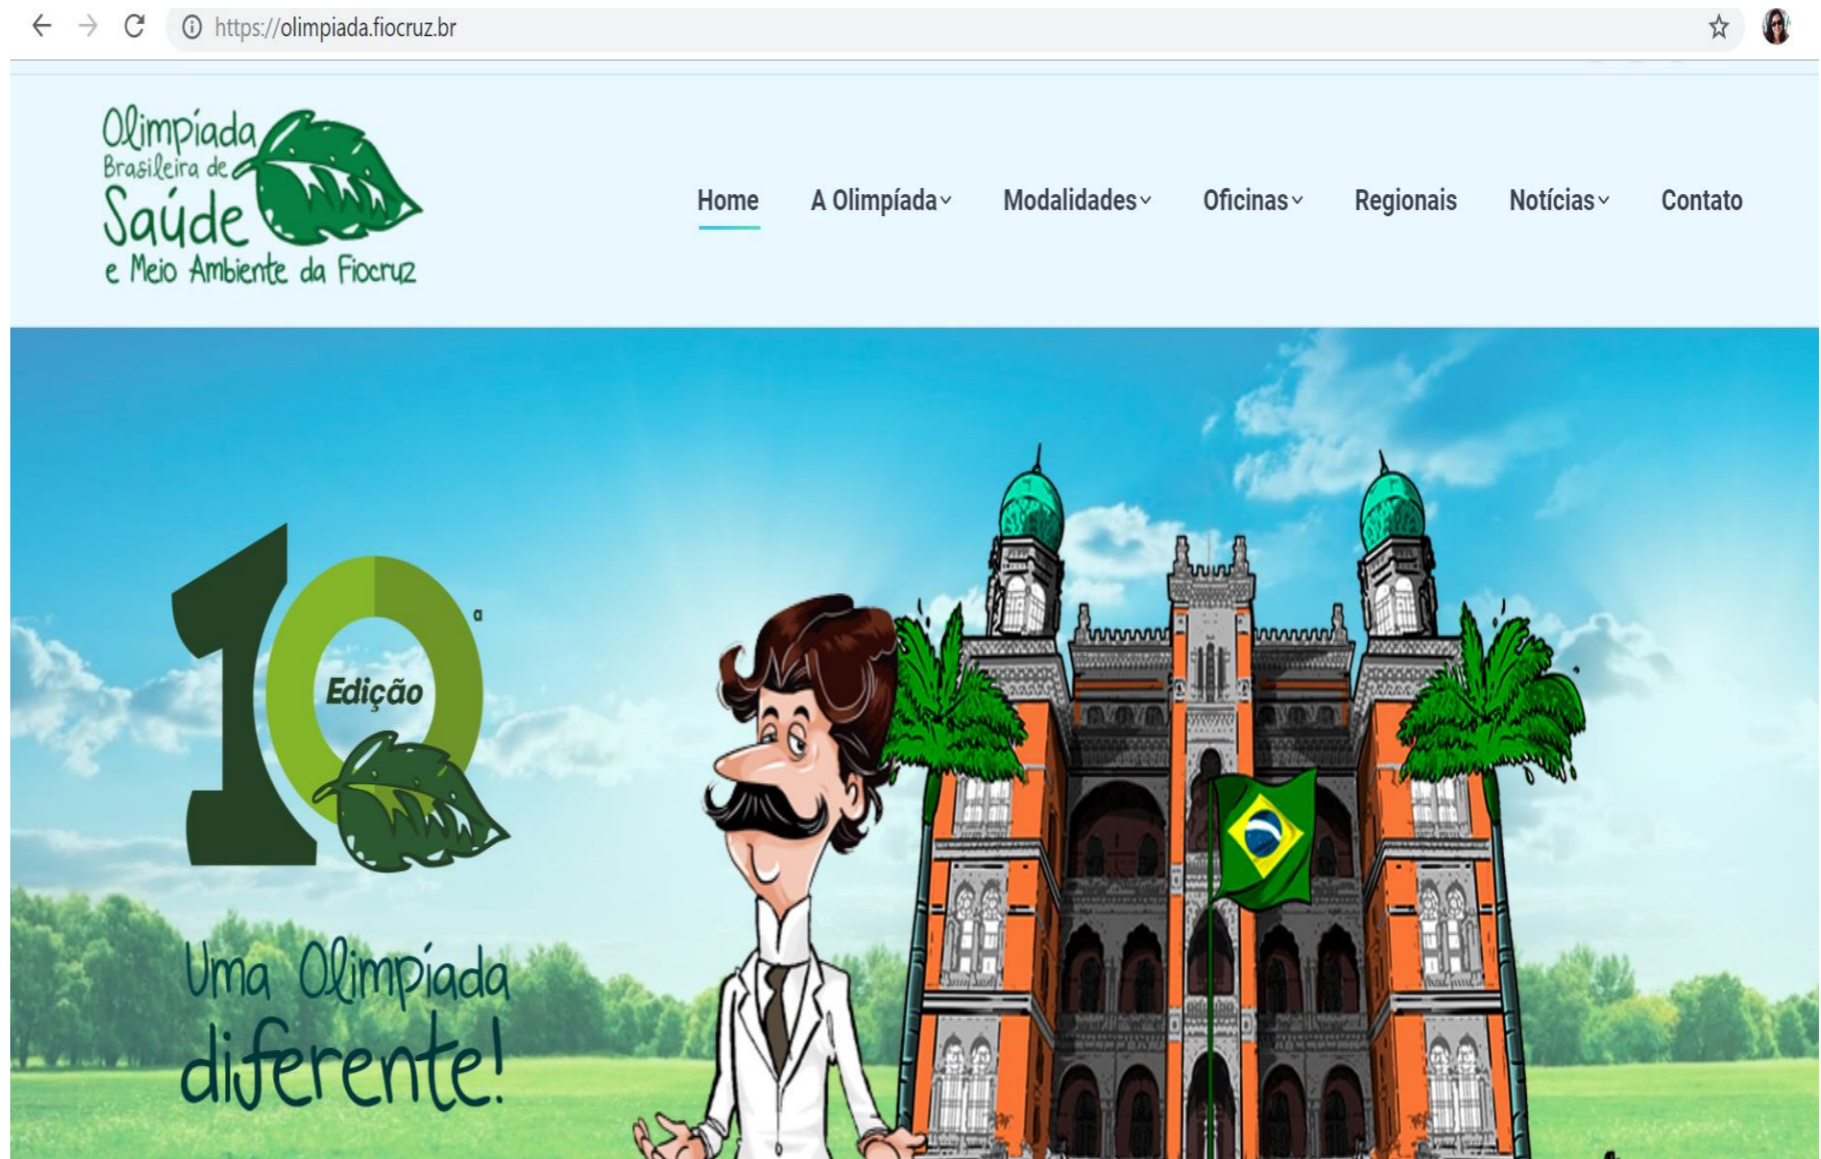 https://olimpiada.fiocruz.br
Olimpíada
Brasileira de
Saúde
e Meio Ambiente da Fiocruz
Home A Olimpíada Modalidades Oficinas Regionais Notícias Contato
10ª
Edição
Uma Olimpíada
diferente!